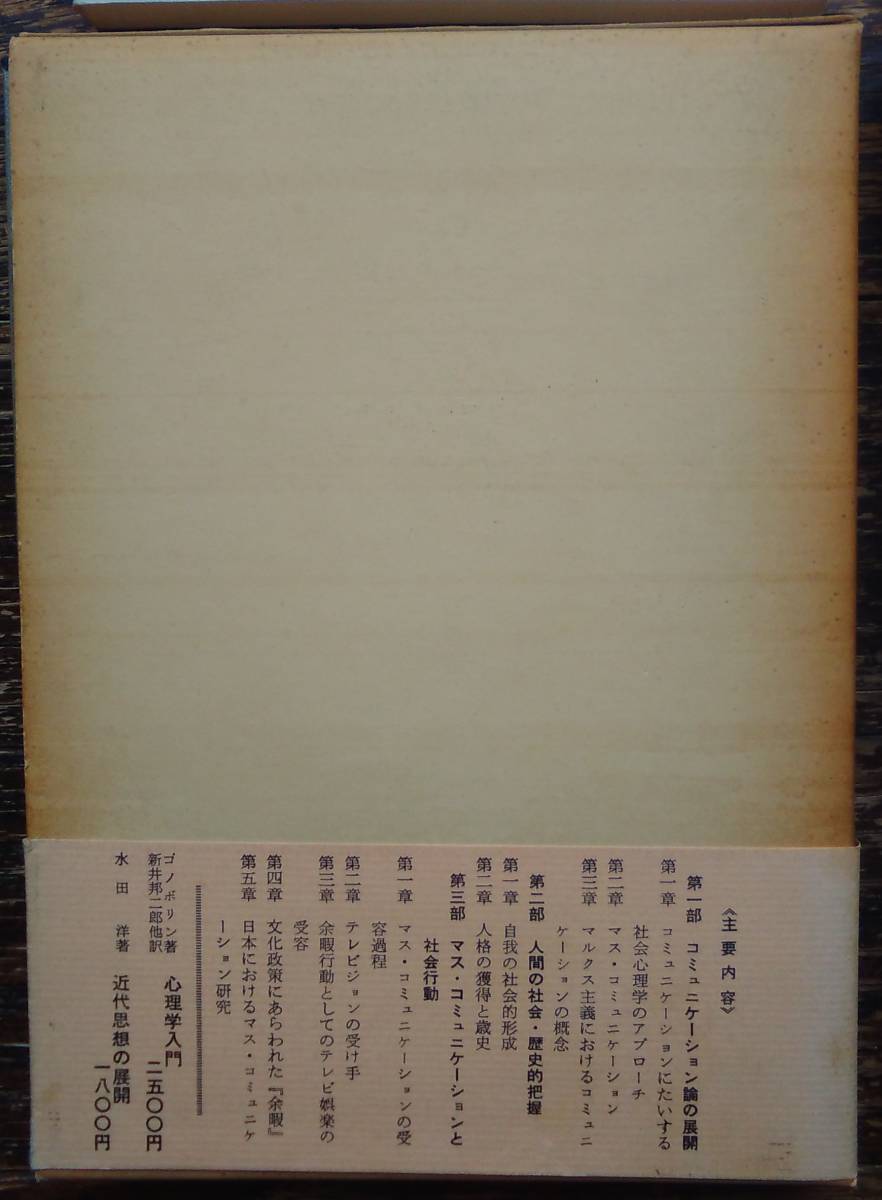 《主要内容》
第一部 コミュニケーション論の展開
第一章 コミュニケーションにたいする
社会心理学のアプローチ
第二章 マス・コミュニケーション
第三章 マルクス主義におけるコミュニ
ケーションの概念
第二部 人間の社会・歴史的把握
第一章 自我の社会的形成
第二章 人格の獲得と歳史
第三部 マス・コミュニケーションと
社会行動
第一章 マス・コミュニケーションの受
容過程
第二章 テレビジョンの受け手
第三章 余暇行動としてのテレビ娯楽の
受容
第四章 文化政策にあらわれた『余暇』
第五章 日本におけるマス・コミュニケ
ーション研究
ゴノボリン著
新井邦二郎他訳 心理学入門 二五〇〇円
水田 洋著 近代思想の展開 一八〇〇円